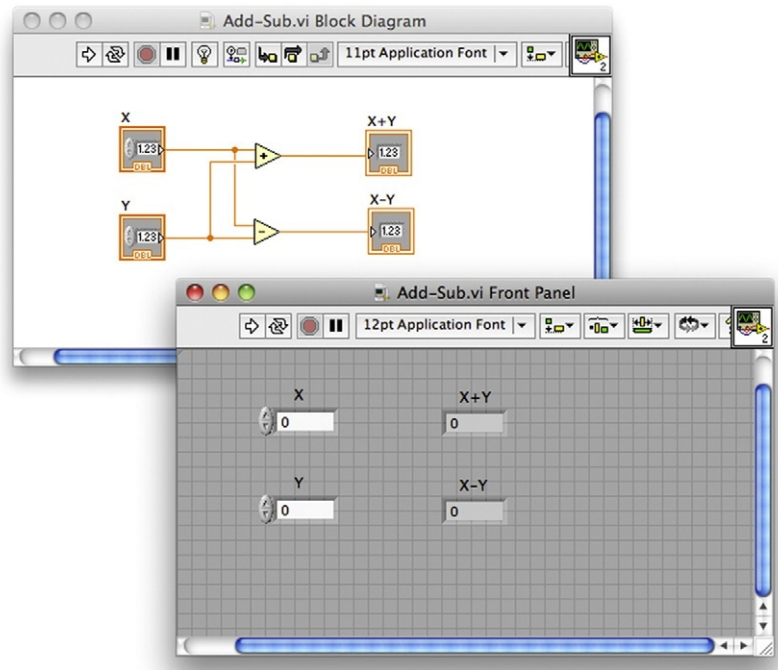 Add-Sub.vi Block Diagram
11pt Application Font
2
X
1.23
DBL
X+Y
1.23
DBL
+
Y
1.23
DBL
X-Y
1.23
DBL
-
Add-Sub.vi Front Panel
12pt Application Font
2
X
0
X+Y
0
Y
0
X-Y
0